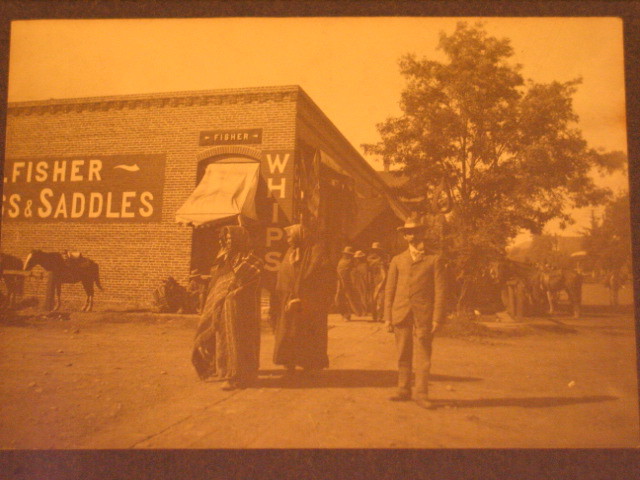 - FISHER -
.FISHER
S & SADDLES
WHIPS